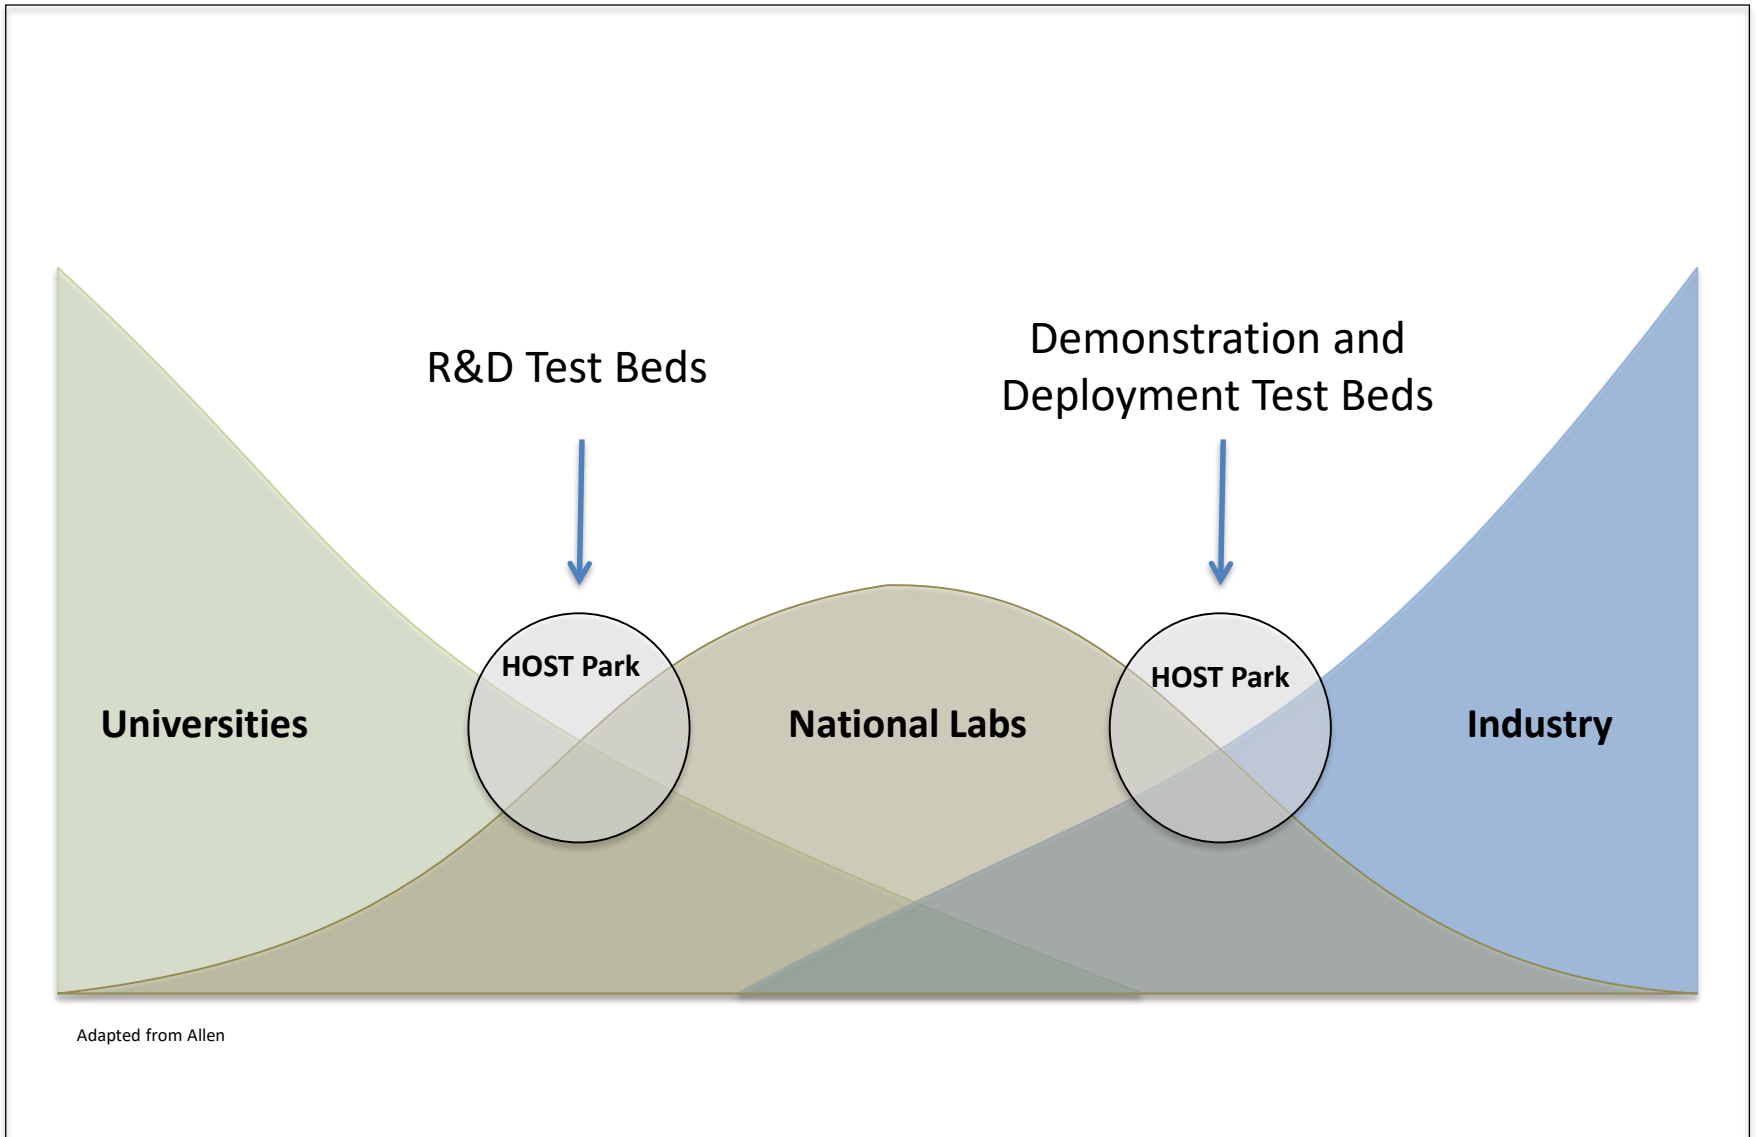 R&D Test Beds
Demonstration and
Deployment Test Beds
HOST Park
HOST Park
Universities
National Labs
Industry
Adapted from Allen